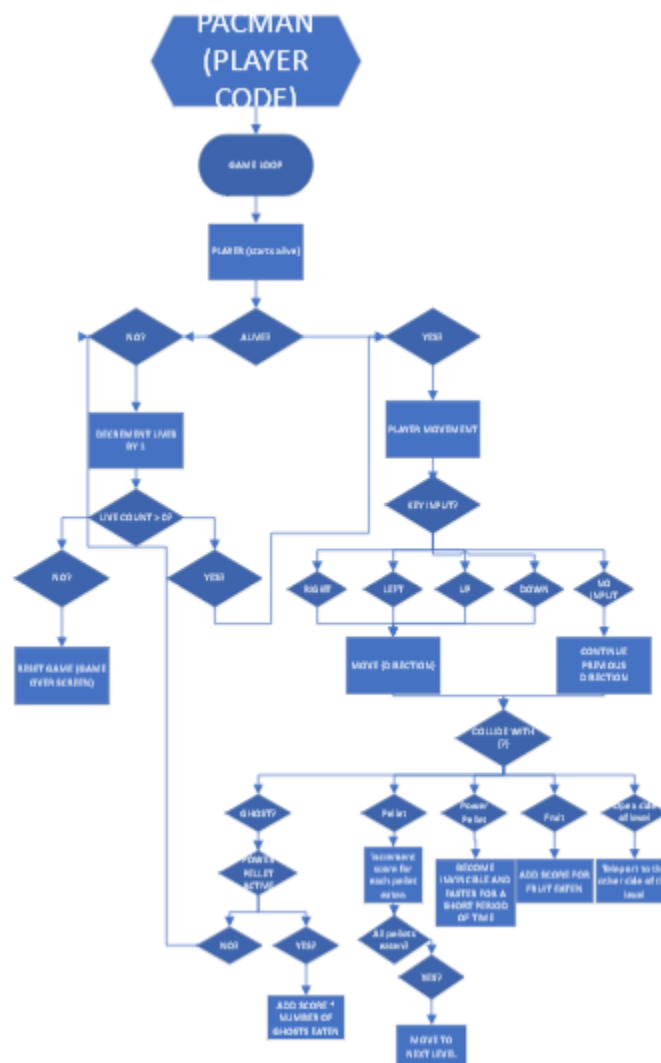 PACMAN
(PLAYER
CODE)
GAME LOOP
PLAYER (starts alive)
NO?
ALIVE?
YES?
DECREMENT LIVES
BY 1
PLAYER MOVEMENT
LIVE COUNT > 0?
KEY INPUT?
NO?
YES?
RIGHT
LEFT
UP
DOWN
NO
INPUT
RESET GAME (GAME
OVER SCREEN)
MOVE (DIRECTION)
CONTINUE
PREVIOUS
DIRECTION
COLLIDE WITH
(?)
GHOST?
Pellet
Power
Pellet
Fruit
Open side
of level
POWER
PELLET
ACTIVE
Increment
score for
each pellet
eaten
BECOME
INVINCIBLE AND
FASTER FOR A
SHORT PERIOD
OF TIME
ADD SCORE FOR
FRUIT EATEN
Teleport to the
other side of the
level
NO?
YES?
All pellets
eaten?
YES?
ADD SCORE *
NUMBER OF
GHOSTS EATEN
MOVE TO
NEXT LEVEL